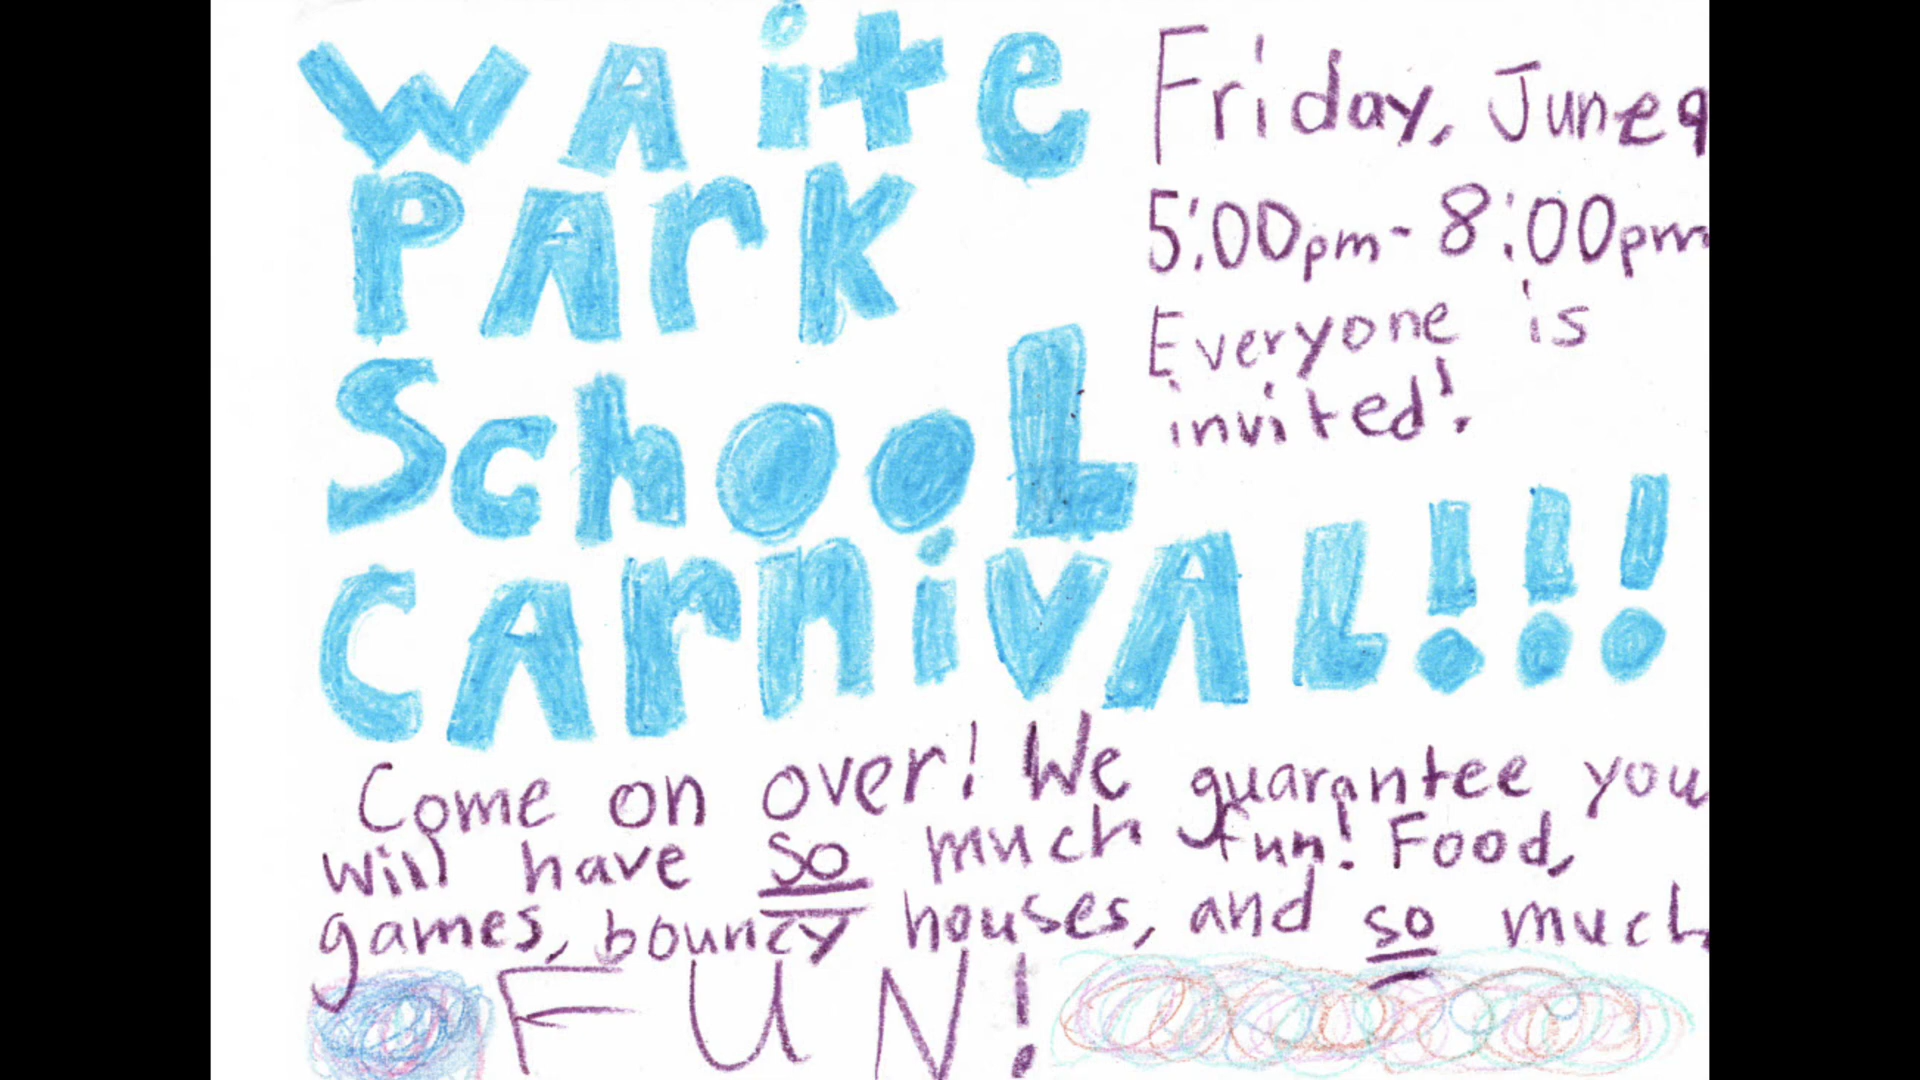 WAite
PArk
SchooL
CArniVAL!!!
Friday, June 9
5:00pm - 8:00pm
Everyone is
invited!
Come on over! We guarantee you
will have so much fun! Food,
games, bouncy houses, and so much
FUN!